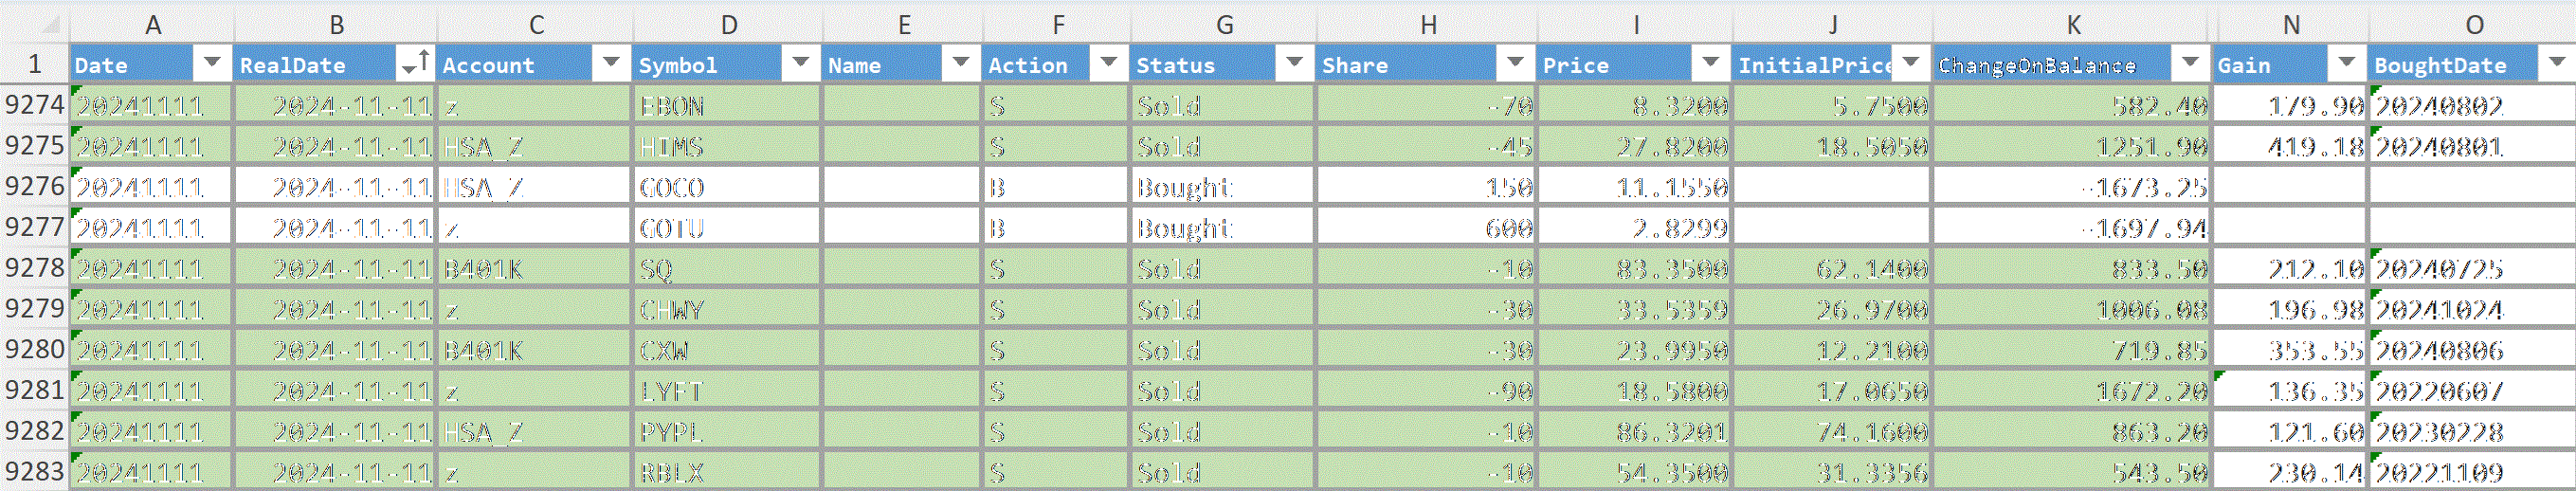 A B C D E F G H I J K N O
1 Date RealDate Account Symbol Name Action Status Share Price InitialPrice ChangeOnBalance Gain BoughtDate
9274 20241111 2024-11-11 z EBON S Sold -70 8.3200 5.7500 582.40 179.90 20240802
9275 20241111 2024-11-11 HSA_Z HIMS S Sold -45 27.8200 18.5050 1251.90 419.18 20240801
9276 20241111 2024-11-11 HSA_Z GOCO B Bought 150 11.1550 -1673.25
9277 20241111 2024-11-11 z GOTU B Bought 600 2.8299 -1697.94
9278 20241111 2024-11-11 B401K SQ S Sold -10 83.3500 62.1400 833.50 212.10 20240725
9279 20241111 2024-11-11 z CHWY S Sold -30 33.5359 26.9700 1006.08 196.98 20241024
9280 20241111 2024-11-11 B401K CXW S Sold -30 23.9950 12.2100 719.85 353.55 20240806
9281 20241111 2024-11-11 z LYFT S Sold -90 18.5800 17.0650 1672.20 136.35 20220607
9282 20241111 2024-11-11 HSA_Z PYPL S Sold -10 86.3201 74.1600 863.20 121.60 20230228
9283 20241111 2024-11-11 z RBLX S Sold -10 54.3500 31.3356 543.50 230.14 20221109